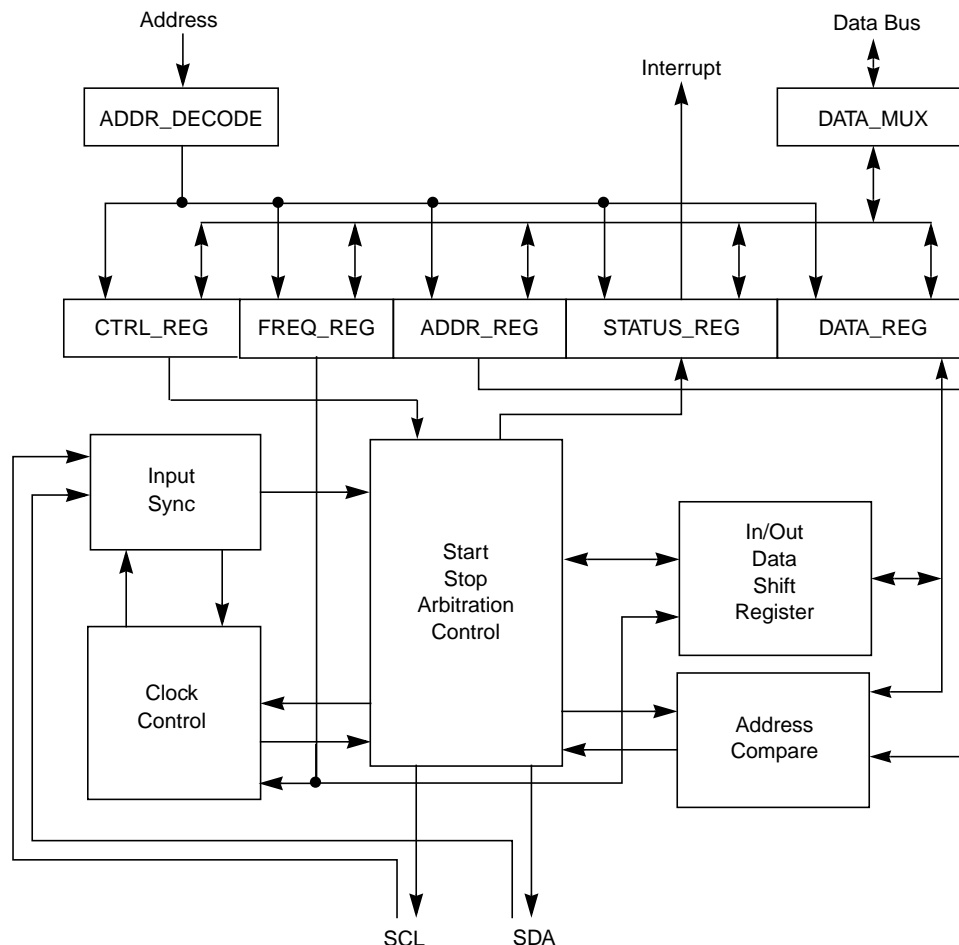 Address
Data Bus
Interrupt
ADDR_DECODE
DATA_MUX
CTRL_REG
FREQ_REG
ADDR_REG
STATUS_REG
DATA_REG
Input
Sync
Start
Stop
Arbitration
Control
In/Out
Data
Shift
Register
Clock
Control
Address
Compare
SCL
SDA